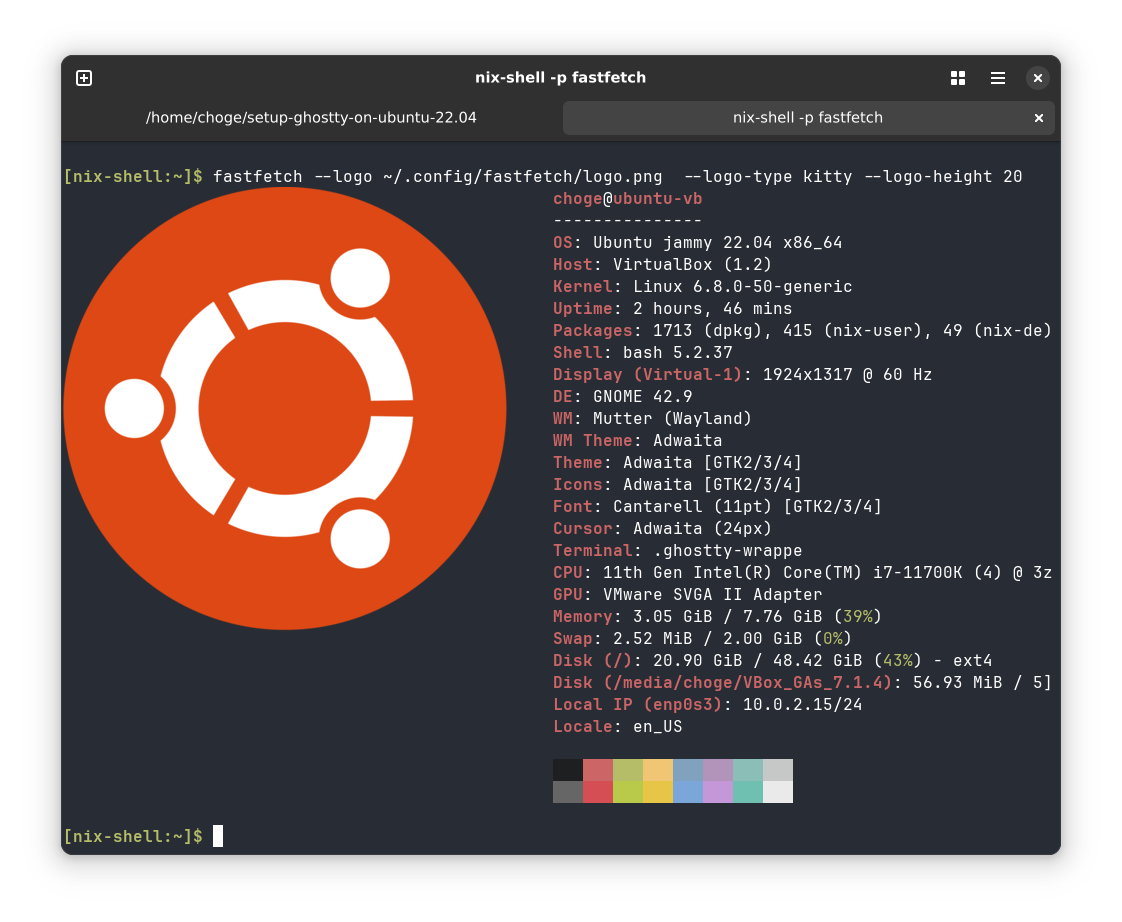 nix-shell -p fastfetch
/home/choge/setup-ghostty-on-ubuntu-22.04
nix-shell -p fastfetch
[nix-shell:~]$ fastfetch --logo ~/.config/fastfetch/logo.png  --logo-type kitty --logo-height 20
choge@ubuntu-vb
---------------
OS: Ubuntu jammy 22.04 x86_64
Host: VirtualBox (1.2)
Kernel: Linux 6.8.0-50-generic
Uptime: 2 hours, 46 mins
Packages: 1713 (dpkg), 415 (nix-user), 49 (nix-de)
Shell: bash 5.2.37
Display (Virtual-1): 1924x1317 @ 60 Hz
DE: GNOME 42.9
WM: Mutter (Wayland)
WM Theme: Adwaita
Theme: Adwaita [GTK2/3/4]
Icons: Adwaita [GTK2/3/4]
Font: Cantarell (11pt) [GTK2/3/4]
Cursor: Adwaita (24px)
Terminal: .ghostty-wrappe
CPU: 11th Gen Intel(R) Core(TM) i7-11700K (4) @ 3z
GPU: VMware SVGA II Adapter
Memory: 3.05 GiB / 7.76 GiB (39%)
Swap: 2.52 MiB / 2.00 GiB (0%)
Disk (/): 20.90 GiB / 48.42 GiB (43%) - ext4
Disk (/media/choge/VBox_GAs_7.1.4): 56.93 MiB / 5]
Local IP (enp0s3): 10.0.2.15/24
Locale: en_US
[nix-shell:~]$